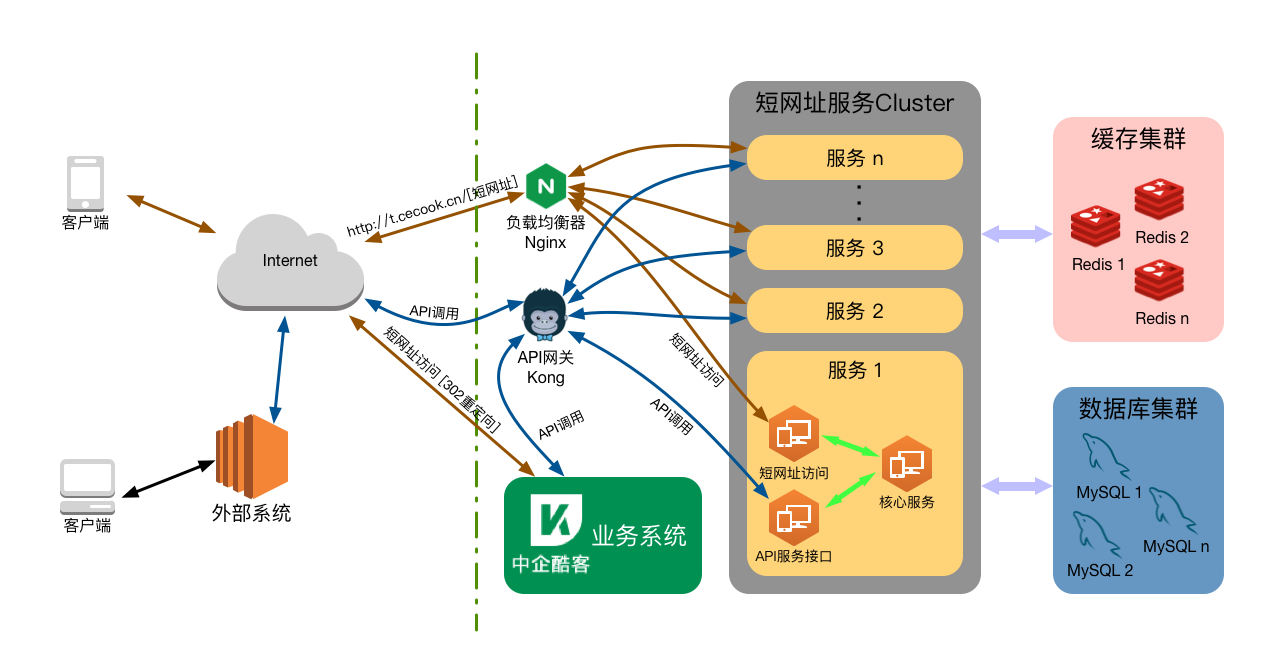 客户端
Internet
外部系统
客户端
http://t.cecook.cn/[短网址]
API调用
短网址访问 [302重定向]
负载均衡器
Nginx
API网关
Kong
API调用
中企酷客
业务系统
短网址访问
API调用
短网址服务Cluster
服务 n
服务 3
服务 2
服务 1
短网址访问
核心服务
API服务接口
缓存集群
Redis 1
Redis 2
Redis n
数据库集群
MySQL 1
MySQL n
MySQL 2